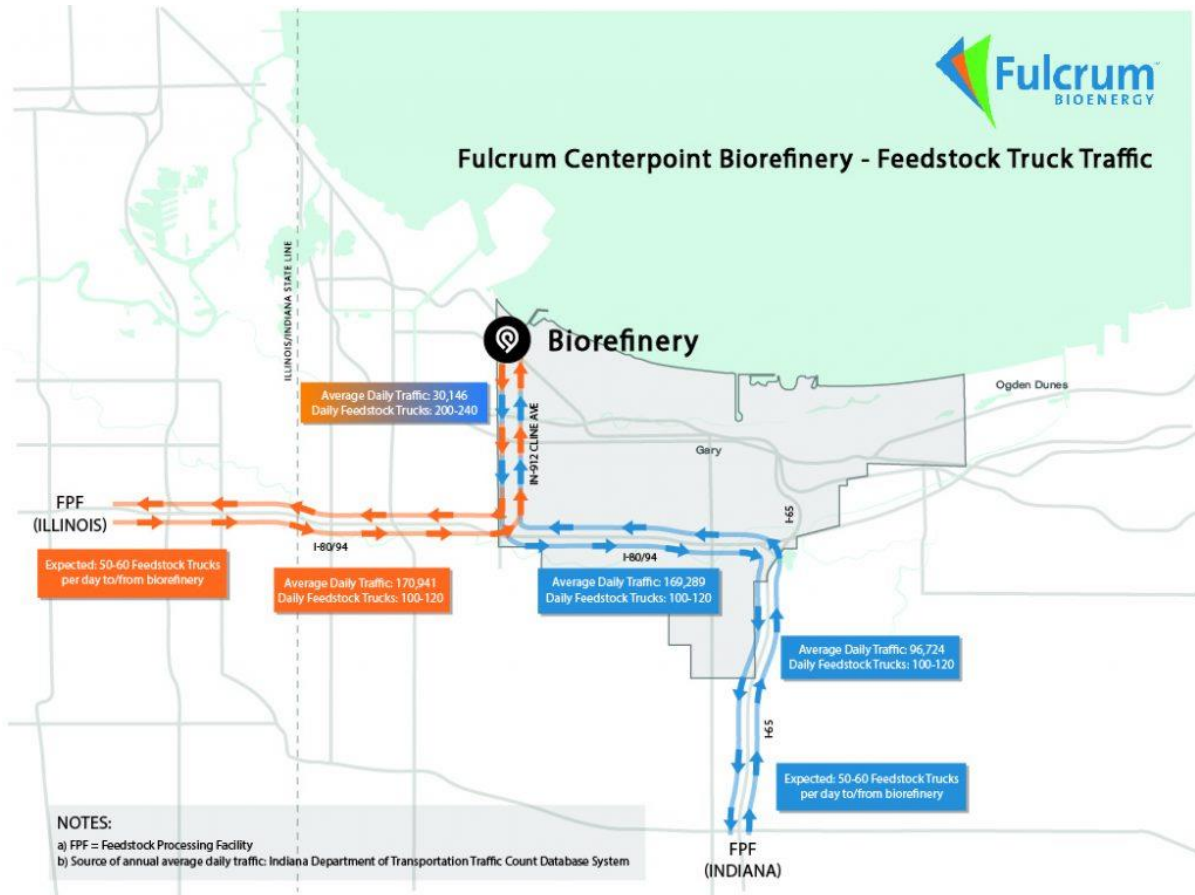 Fulcrum
BIOENERGY
Fulcrum Centerpoint Biorefinery - Feedstock Truck Traffic
ILLINOIS/INDIANA STATE LINE
Biorefinery
Average Daily Traffic: 30,146
Daily Feedstock Trucks: 200-240
IN-912 CLINE AVE
Ogden Dunes
Gary
I-65
FPF
(ILLINOIS)
I-80/94
I-80/94
Expected: 50-60 Feedstock Trucks
per day to/from biorefinery
Average Daily Traffic: 170,941
Daily Feedstock Trucks: 100-120
Average Daily Traffic: 169,289
Daily Feedstock Trucks: 100-120
Average Daily Traffic: 96,724
Daily Feedstock Trucks: 100-120
I-65
Expected: 50-60 Feedstock Trucks
per day to/from biorefinery
FPF
(INDIANA)
NOTES:
a) FPF = Feedstock Processing Facility
b) Source of annual average daily traffic: Indiana Department of Transportation Traffic Count Database System